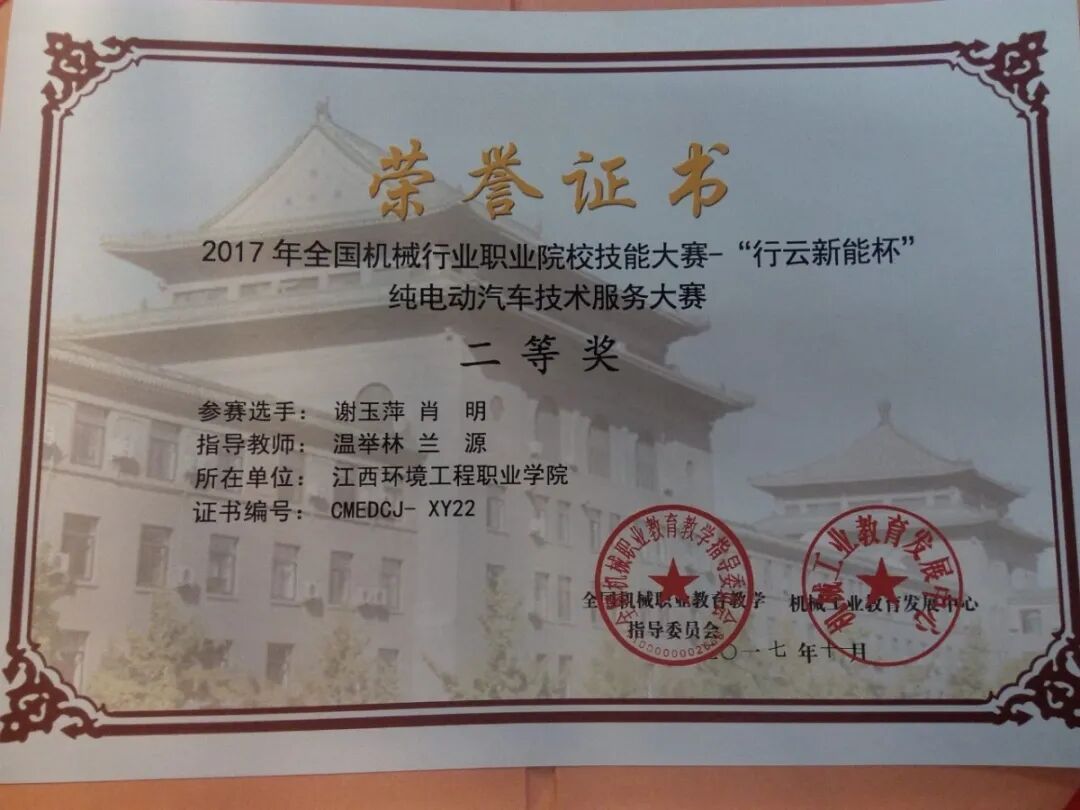 荣誉证书
2017年全国机械行业职业院校技能大赛-“行云新能杯”
纯电动汽车技术服务大赛
二等奖
参赛选手： 谢玉萍 肖 明
指导教师： 温举林 兰 源
所在单位： 江西环境工程职业学院
证书编号： CMEDCJ- XY22
全国机械职业教育教学指导委员会
机械工业教育发展中心
全国机械职业教育教学 机械工业教育发展中心
指导委员会
二〇一七年十一月